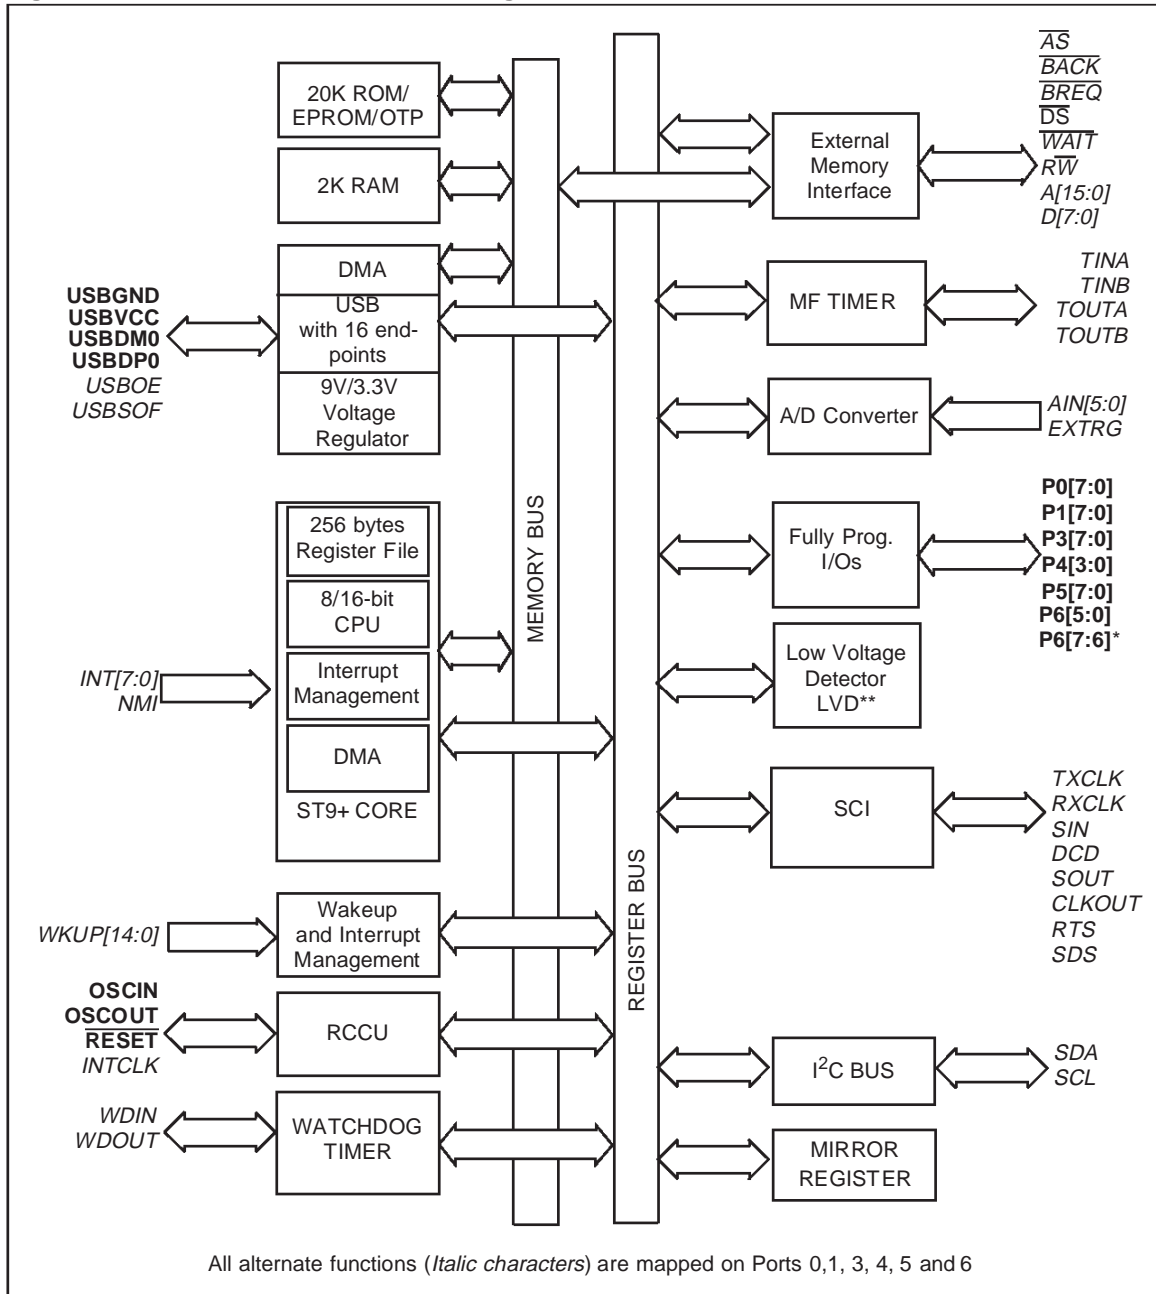 20K ROM/
EPROM/OTP
2K RAM
DMA
USB
with 16 end-
points
9V/3.3V
Voltage
Regulator
USBGND
USBVCC
USBDM0
USBDP0
USBOE
USBSOF
256 bytes
Register File
8/16-bit
CPU
Interrupt
Management
DMA
ST9+ CORE
INT[7:0]
NMI
Wakeup
and Interrupt
Management
WKUP[14:0]
OSCIN
OSCOUT
RESET
INTCLK
RCCU
WDIN
WDOUT
WATCHDOG
TIMER
MEMORY BUS
REGISTER BUS
External
Memory
Interface
AS
BACK
BREQ
DS
WAIT
RW
A[15:0]
D[7:0]
MF TIMER
TINA
TINB
TOUTA
TOUTB
A/D Converter
AIN[5:0]
EXTRG
Fully Prog.
I/Os
P0[7:0]
P1[7:0]
P3[7:0]
P4[3:0]
P5[7:0]
P6[5:0]
P6[7:6]*
Low Voltage
Detector
LVD**
SCI
TXCLK
RXCLK
SIN
DCD
SOUT
CLKOUT
RTS
SDS
I²C BUS
SDA
SCL
MIRROR
REGISTER
All alternate functions (Italic characters) are mapped on Ports 0,1, 3, 4, 5 and 6